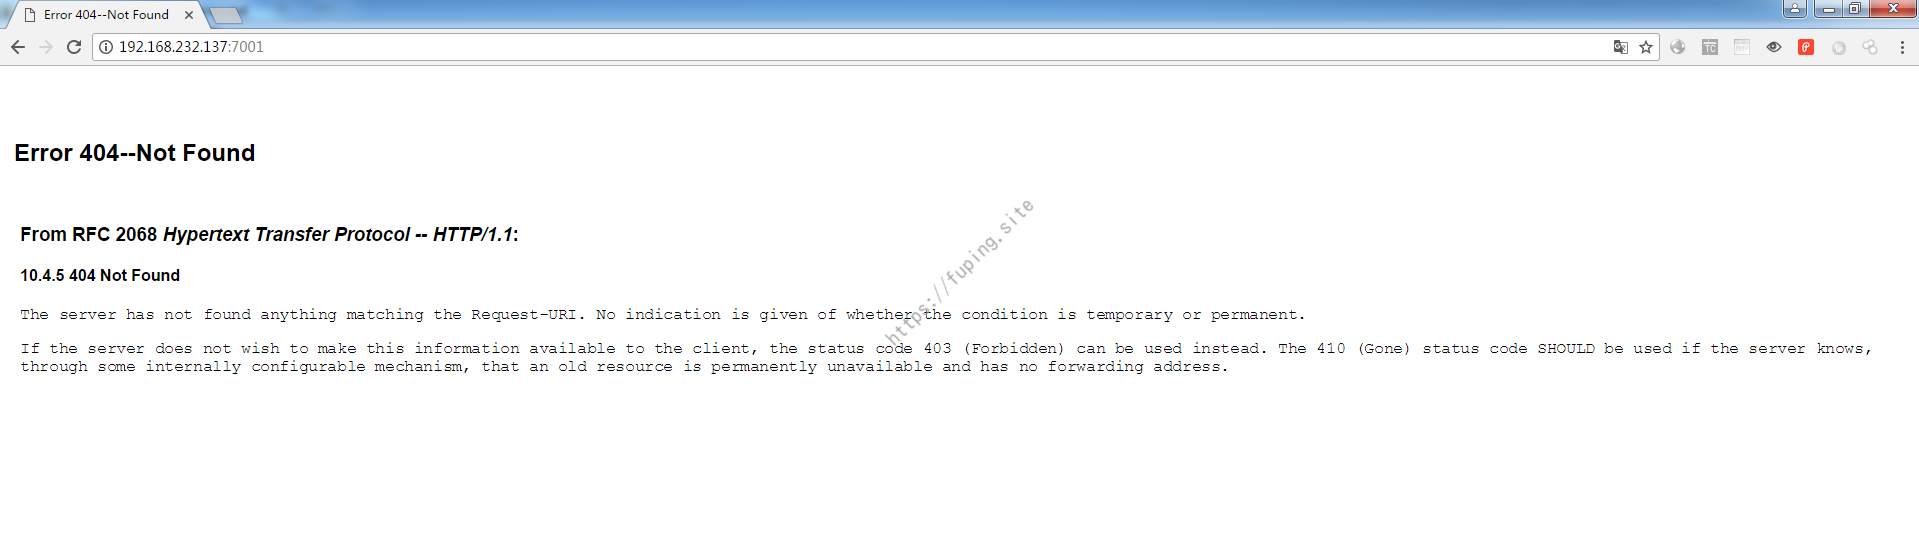 Error 404--Not Found
192.168.232.137:7001
TC
Error 404--Not Found
From RFC 2068 Hypertext Transfer Protocol -- HTTP/1.1:
10.4.5 404 Not Found
The server has not found anything matching the Request-URI. No indication is given of whether the condition is temporary or permanent.
If the server does not wish to make this information available to the client, the status code 403 (Forbidden) can be used instead. The 410 (Gone) status code SHOULD be used if the server knows,
through some internally configurable mechanism, that an old resource is permanently unavailable and has no forwarding address.
https://fuping.site